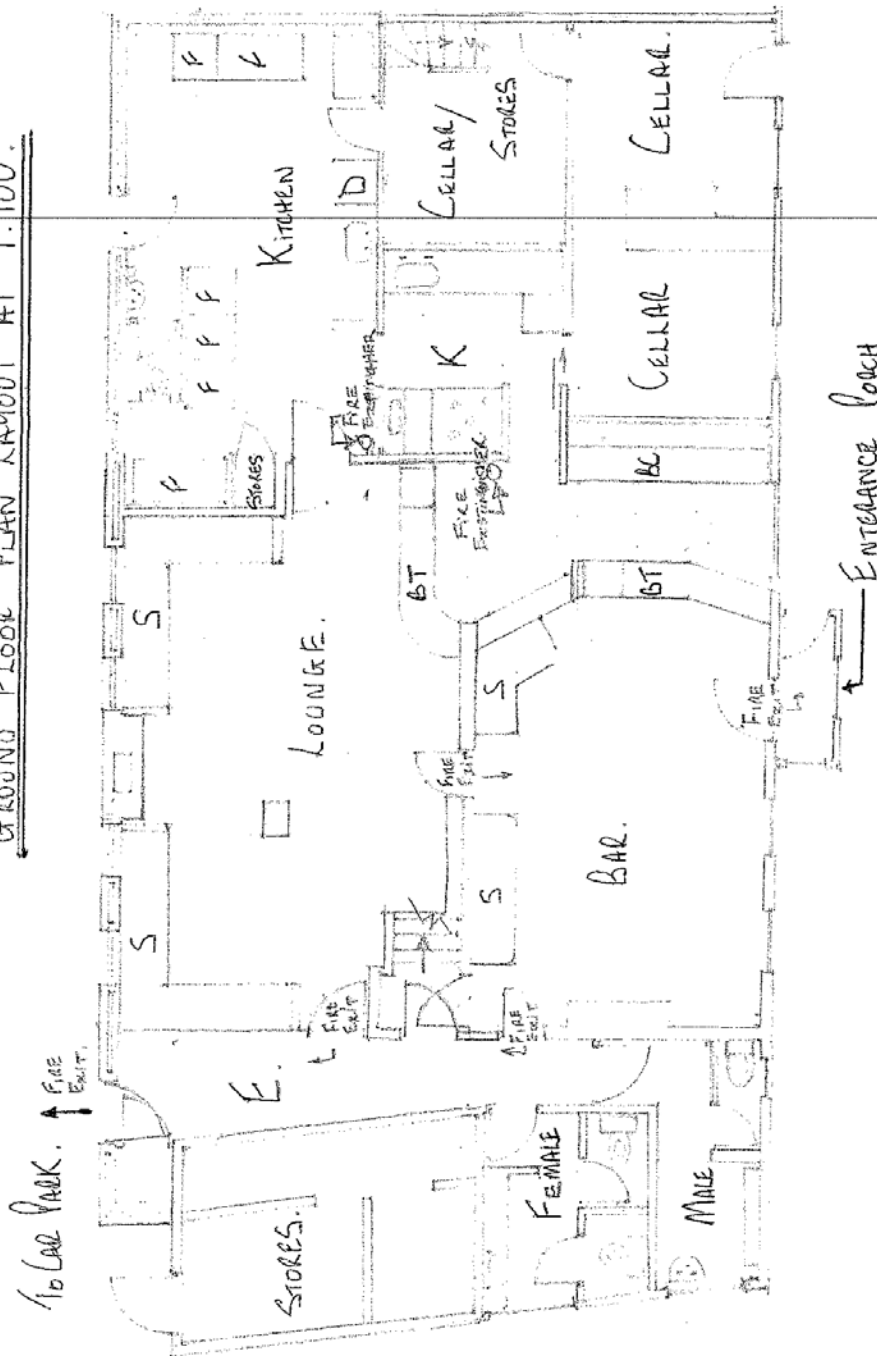 GROUND FLOOR PLAN LAYOUT AT 1:100.
To CAR PARK.
FIRE
EXIT.
S
S
F
STORES
F F F
F
F
KITCHEN
D
LOUNGE.
E.
FIRE
EXIT
STORES.
FIRE
EXTINGUISHER
BT
FIRE
EXTINGUISHER
K
CELLAR/
STORES
FIRE
EXIT
S
S
FIRE
EXIT
FEMALE
MALE
BAR.
BT
BC
CELLAR
CELLAR.
FIRE
EXIT
ENTERANCE PORCH